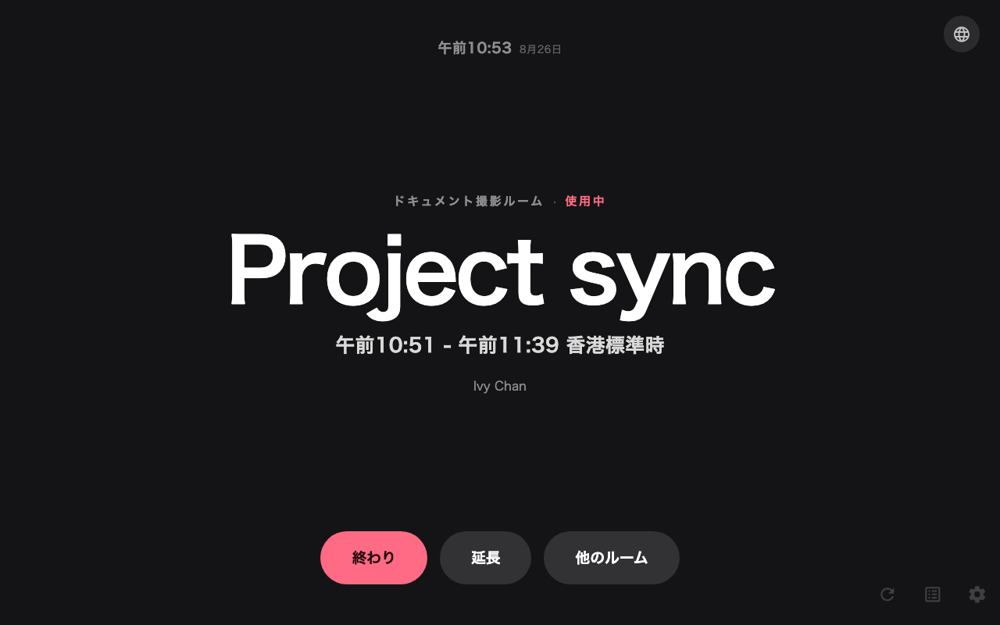 午前10:53 8月26日
ドキュメント撮影ルーム · 使用中
Project sync
午前10:51 - 午前11:39 香港標準時
Ivy Chan
終わり 延長 他のルーム